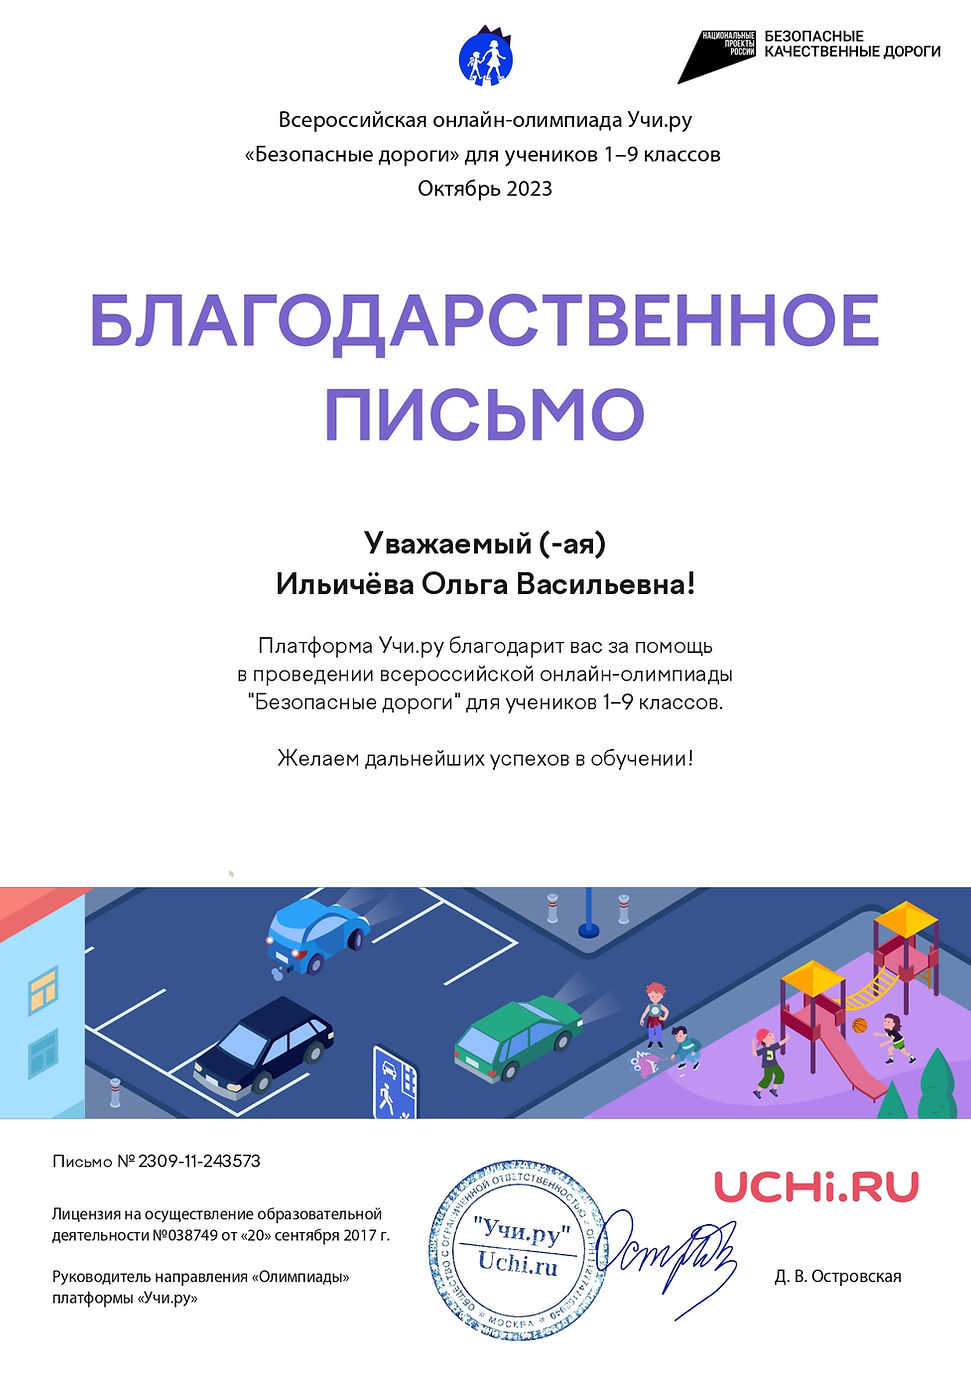 НАЦИОНАЛЬНЫЕ
ПРОЕКТЫ
РОССИИ
БЕЗОПАСНЫЕ
КАЧЕСТВЕННЫЕ ДОРОГИ
Всероссийская онлайн-олимпиада Учи.ру
«Безопасные дороги» для учеников 1–9 классов
Октябрь 2023
БЛАГОДАРСТВЕННОЕ
ПИСЬМО
Уважаемый (-ая)
Ильичёва Ольга Васильевна!
Платформа Учи.ру благодарит вас за помощь
в проведении всероссийской онлайн-олимпиады
"Безопасные дороги" для учеников 1–9 классов.
Желаем дальнейших успехов в обучении!
Письмо № 2309-11-243573
Лицензия на осуществление образовательной
деятельности №038749 от «20» сентября 2017 г.
Руководитель направления «Олимпиады»
платформы «Учи.ру»
ОБЩЕСТВО С ОГРАНИЧЕННОЙ ОТВЕТСТВЕННОСТЬЮ
"Учи.ру"
Uchi.ru
МОСКВА
UCHi.RU
Д. В. Островская